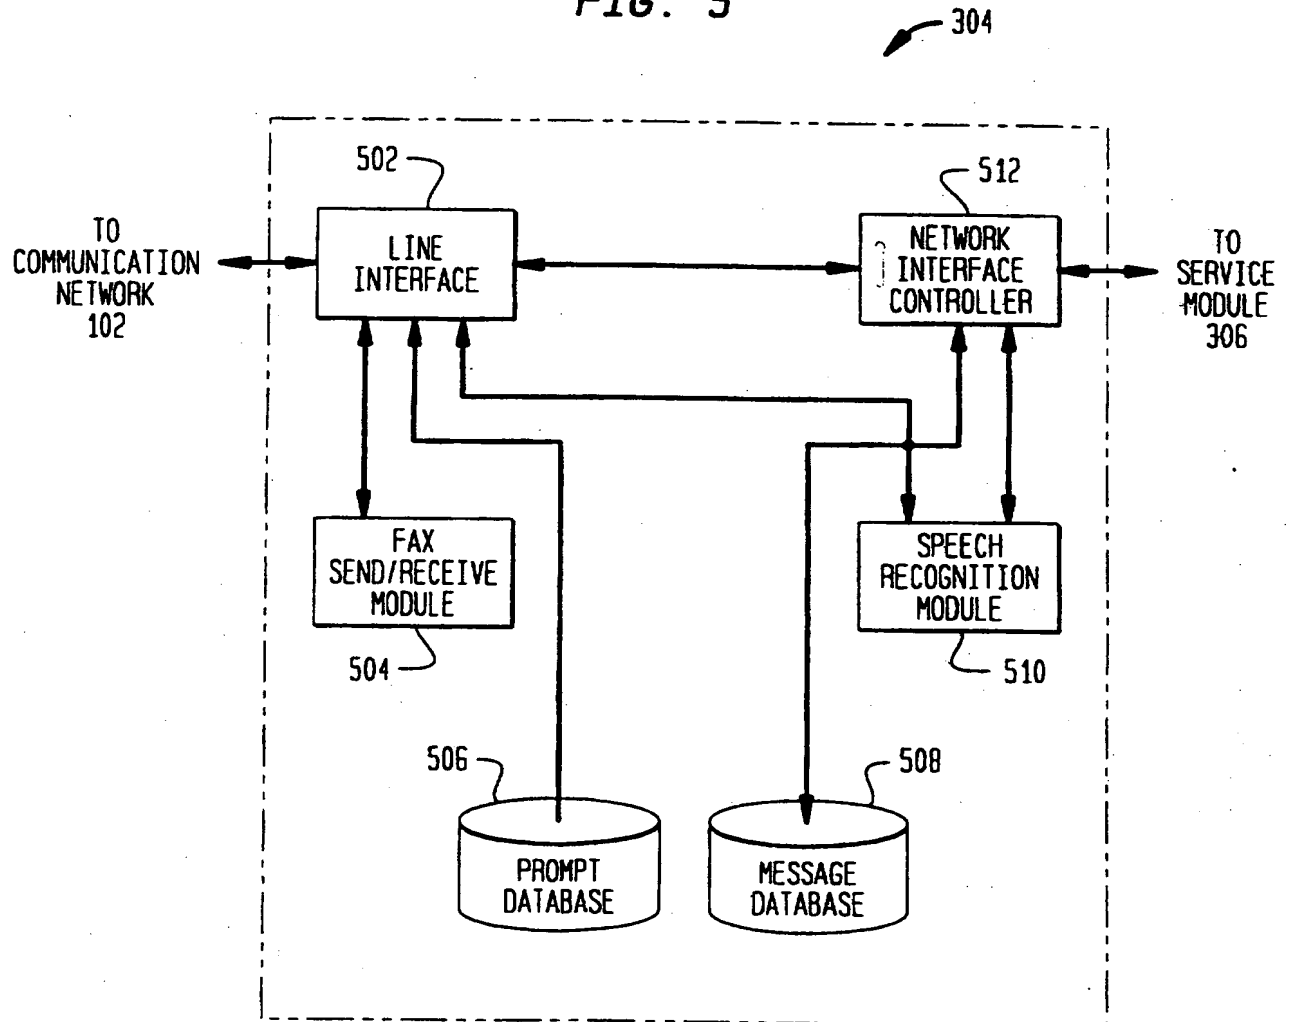 FIG. 5
304
502
512
TO
COMMUNICATION
NETWORK
102
LINE
INTERFACE
NETWORK
INTERFACE
CONTROLLER
TO
SERVICE
MODULE
306
FAX
SEND/RECEIVE
MODULE
SPEECH
RECOGNITION
MODULE
504
510
506
508
PROMPT
DATABASE
MESSAGE
DATABASE